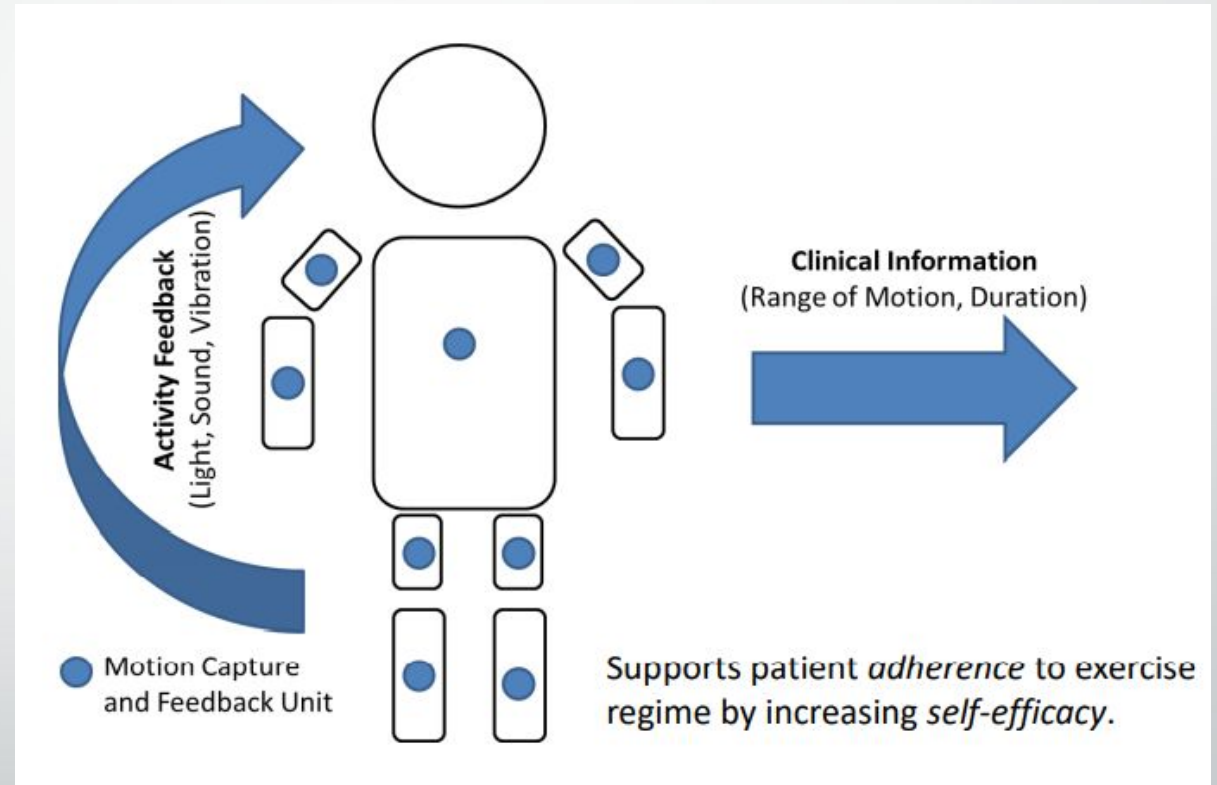 Activity Feedback
(Light, Sound, Vibration)
Clinical Information
(Range of Motion, Duration)
Motion Capture
and Feedback Unit
Supports patient adherence to exercise
regime by increasing self-efficacy.